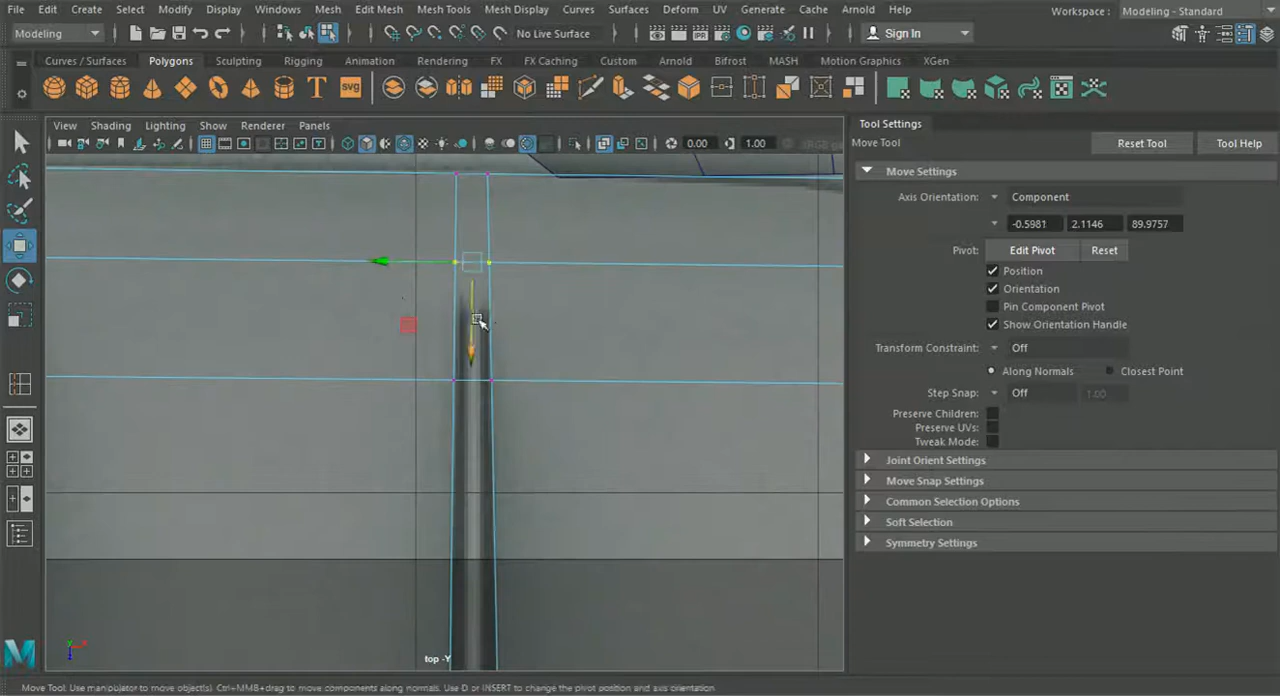 File Edit Create Select Modify Display Windows Mesh Edit Mesh Mesh Tools Mesh Display Curves Surfaces Deform UV Generate Cache Arnold Help
Workspace: Modeling - Standard
Modeling No Live Surface Sign In
Curves / Surfaces Polygons Sculpting Rigging Animation Rendering FX FX Caching Custom Arnold Bifrost MASH Motion Graphics XGen
T svg
View Shading Lighting Show Renderer Panels
0.00 1.00
Tool Settings
Move Tool Reset Tool Tool Help
Move Settings
Axis Orientation: Component
-0.5981 2.1146 89.9757
Pivot: Edit Pivot Reset
Position
Orientation
Pin Component Pivot
Show Orientation Handle
Transform Constraint: Off
Along Normals Closest Point
Step Snap: Off 1.00
Preserve Children:
Preserve UVs:
Tweak Mode:
Joint Orient Settings
Move Snap Settings
Common Selection Options
Soft Selection
Symmetry Settings
top -Y
M
Move Tool: Use manipulator to move object(s). Ctrl+MMB+drag to move components along normals. Use D or INSERT to change the pivot position and axis orientation.